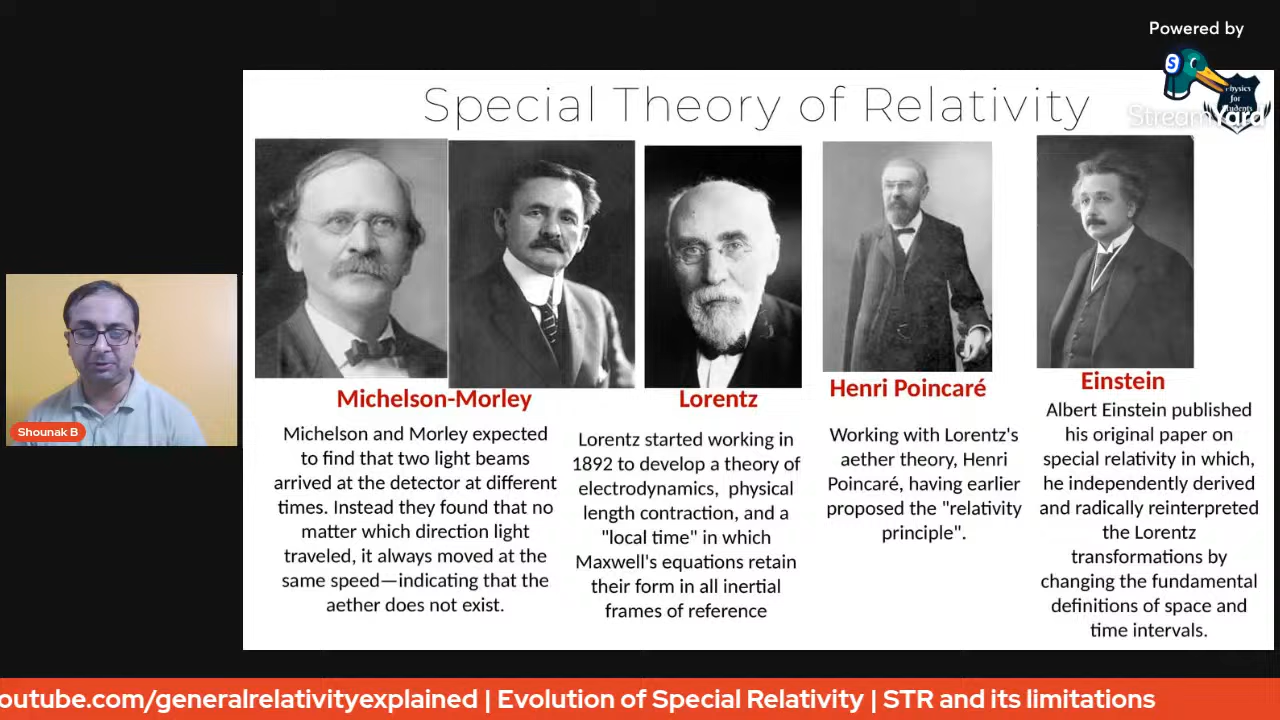 Powered by
StreamYard
Physics
for
Students
Special Theory of Relativity
Michelson-Morley
Michelson and Morley expected
to find that two light beams
arrived at the detector at different
times. Instead they found that no
matter which direction light
traveled, it always moved at the
same speed—indicating that the
aether does not exist.
Lorentz
Lorentz started working in
1892 to develop a theory of
electrodynamics, physical
length contraction, and a
"local time" in which
Maxwell's equations retain
their form in all inertial
frames of reference
Henri Poincaré
Working with Lorentz's
aether theory, Henri
Poincaré, having earlier
proposed the "relativity
principle".
Einstein
Albert Einstein published
his original paper on
special relativity in which,
he independently derived
and radically reinterpreted
the Lorentz
transformations by
changing the fundamental
definitions of space and
time intervals.
Shounak B
outube.com/generalrelativityexplained | Evolution of Special Relativity | STR and its limitations